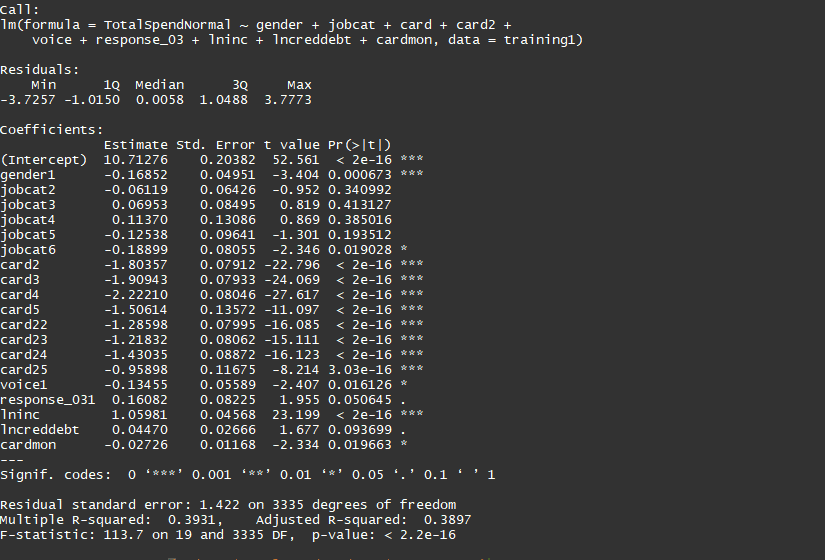 Call:
lm(formula = TotalSpendNormal ~ gender + jobcat + card + card2 +
    voice + response_03 + lninc + lncreddebt + cardmon, data = training1)

Residuals:
    Min      1Q  Median      3Q     Max
-3.7257 -1.0150  0.0058  1.0488  3.7773

Coefficients:
             Estimate Std. Error t value Pr(>|t|)
(Intercept)  10.71276    0.20382  52.561  < 2e-16 ***
gender1      -0.16852    0.04951  -3.404 0.000673 ***
jobcat2      -0.06119    0.06426  -0.952 0.340992
jobcat3       0.06953    0.08495   0.819 0.413127
jobcat4       0.11370    0.13086   0.869 0.385016
jobcat5      -0.12538    0.09641  -1.301 0.193512
jobcat6      -0.18899    0.08055  -2.346 0.019028 *
card2        -1.80357    0.07912 -22.796  < 2e-16 ***
card3        -1.90943    0.07933 -24.069  < 2e-16 ***
card4        -2.22210    0.08046 -27.617  < 2e-16 ***
card5        -1.50614    0.13572 -11.097  < 2e-16 ***
card22       -1.28598    0.07995 -16.085  < 2e-16 ***
card23       -1.21832    0.08062 -15.111  < 2e-16 ***
card24       -1.43035    0.08872 -16.123  < 2e-16 ***
card25       -0.95898    0.11675  -8.214 3.03e-16 ***
voice1       -0.13455    0.05589  -2.407 0.016126 *
response_031  0.16082    0.08225   1.955 0.050645 .
lninc         1.05981    0.04568  23.199  < 2e-16 ***
lncreddebt    0.04470    0.02666   1.677 0.093699 .
cardmon      -0.02726    0.01168  -2.334 0.019663 *
---
Signif. codes:  0 ‘***’ 0.001 ‘**’ 0.01 ‘*’ 0.05 ‘.’ 0.1 ‘ ’ 1

Residual standard error: 1.422 on 3335 degrees of freedom
Multiple R-squared:  0.3931,    Adjusted R-squared:  0.3897
F-statistic: 113.7 on 19 and 3335 DF,  p-value: < 2.2e-16